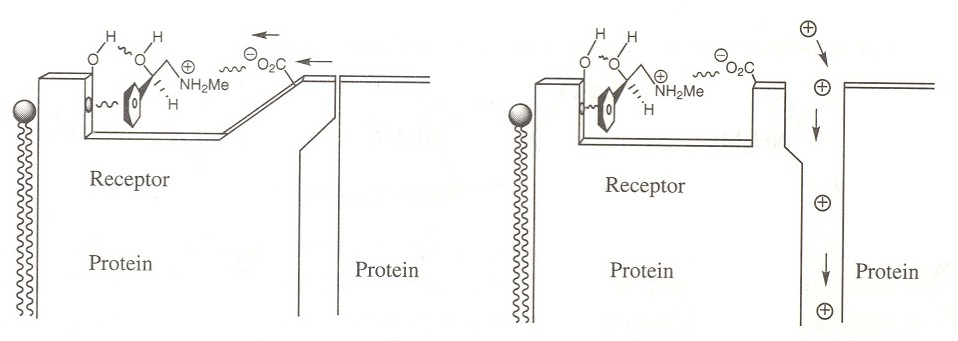 H H
O O
⊕
NH₂Me
H
⊖
O₂C
Receptor
Protein
Protein
H H
O O
⊕
NH₂Me
H
⊖
O₂C
⊕
⊕
⊕
⊕
Receptor
Protein
Protein